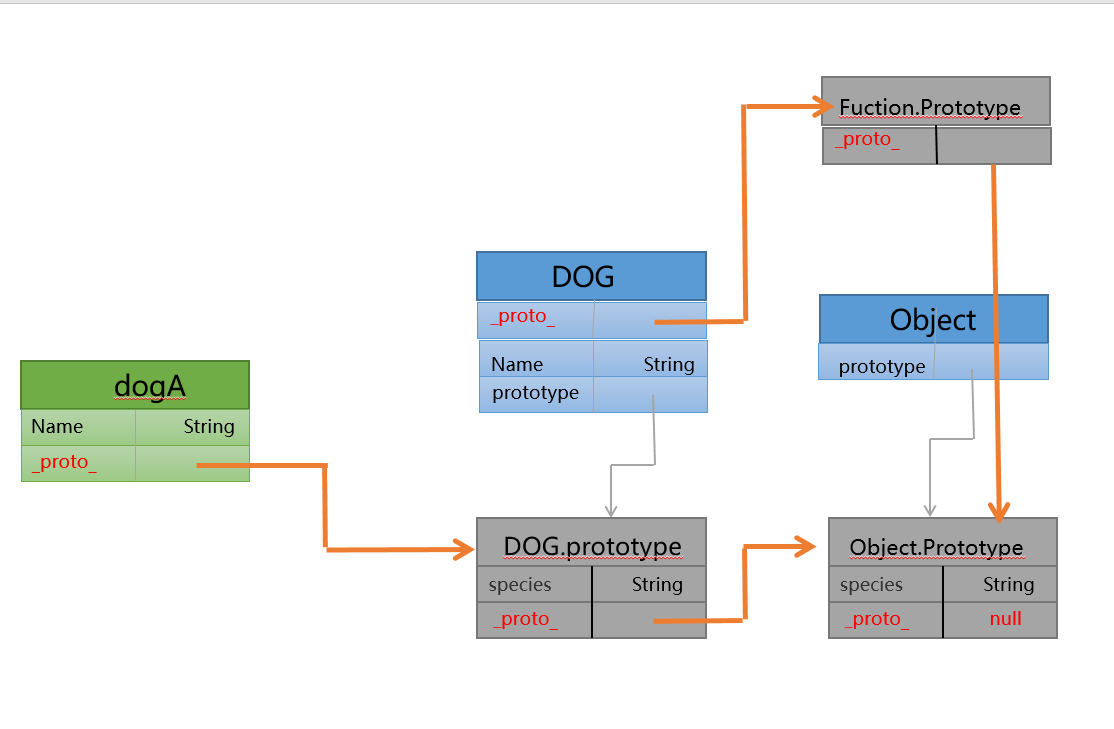 Fuction.Prototype
_proto_
DOG
_proto_
Name String
prototype
Object
prototype
dogA
Name String
_proto_
DOG.prototype
species String
_proto_
Object.Prototype
species String
_proto_ null